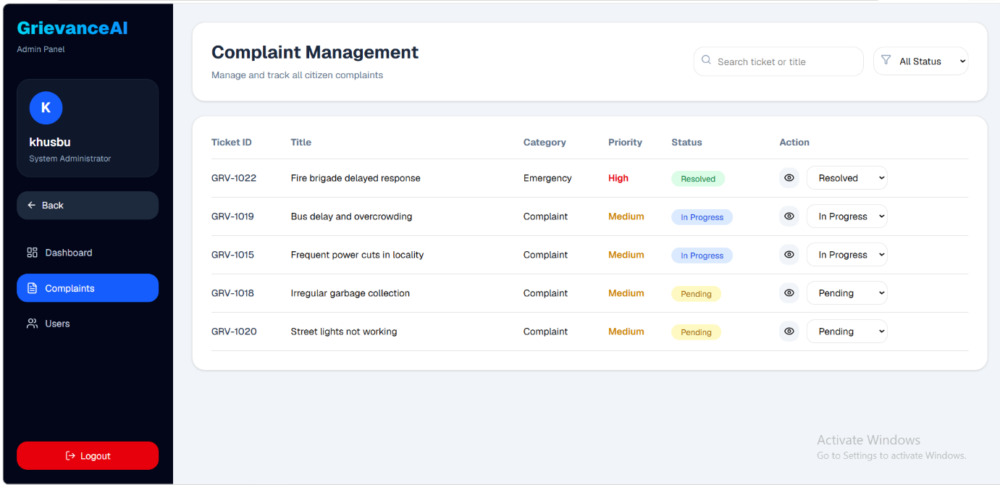 GrievanceAI
Admin Panel
K
khusbu
System Administrator
Back
Dashboard
Complaints
Users
Logout
Complaint Management
Manage and track all citizen complaints
Search ticket or title
All Status
Ticket ID Title Category Priority Status Action
GRV-1022 Fire brigade delayed response Emergency High Resolved Resolved
GRV-1019 Bus delay and overcrowding Complaint Medium In Progress In Progress
GRV-1015 Frequent power cuts in locality Complaint Medium In Progress In Progress
GRV-1018 Irregular garbage collection Complaint Medium Pending Pending
GRV-1020 Street lights not working Complaint Medium Pending Pending
Activate Windows
Go to Settings to activate Windows.